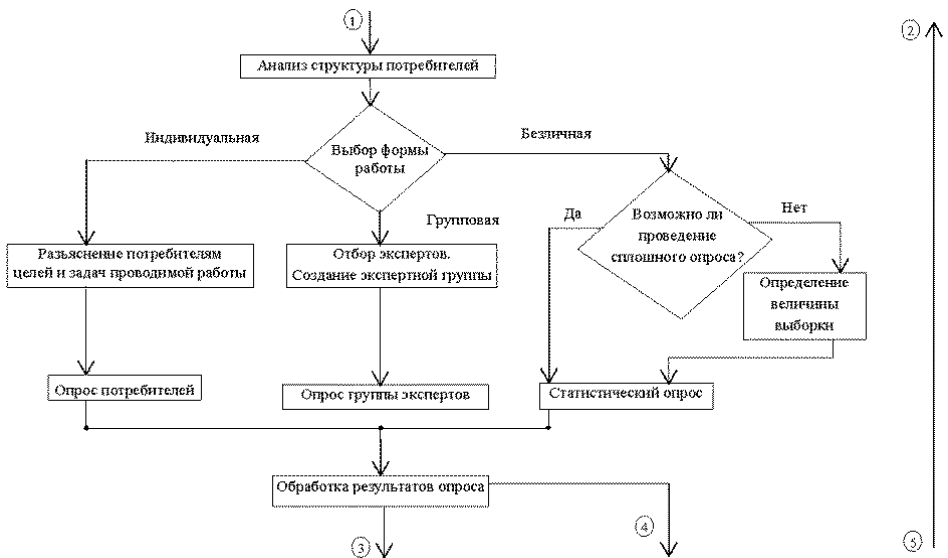 1
2
Анализ структуры потребителей
Индивидуальная
Безличная
Выбор формы
работы
Групповая
Да
Возможно ли
проведение
сплошного опроса?
Нет
Разъяснение потребителям
целей и задач проводимой работы
Отбор экспертов.
Создание экспертной группы
Определение
величины
выборки
Опрос потребителей
Опрос группы экспертов
Статистический опрос
Обработка результатов опроса
3
4
5